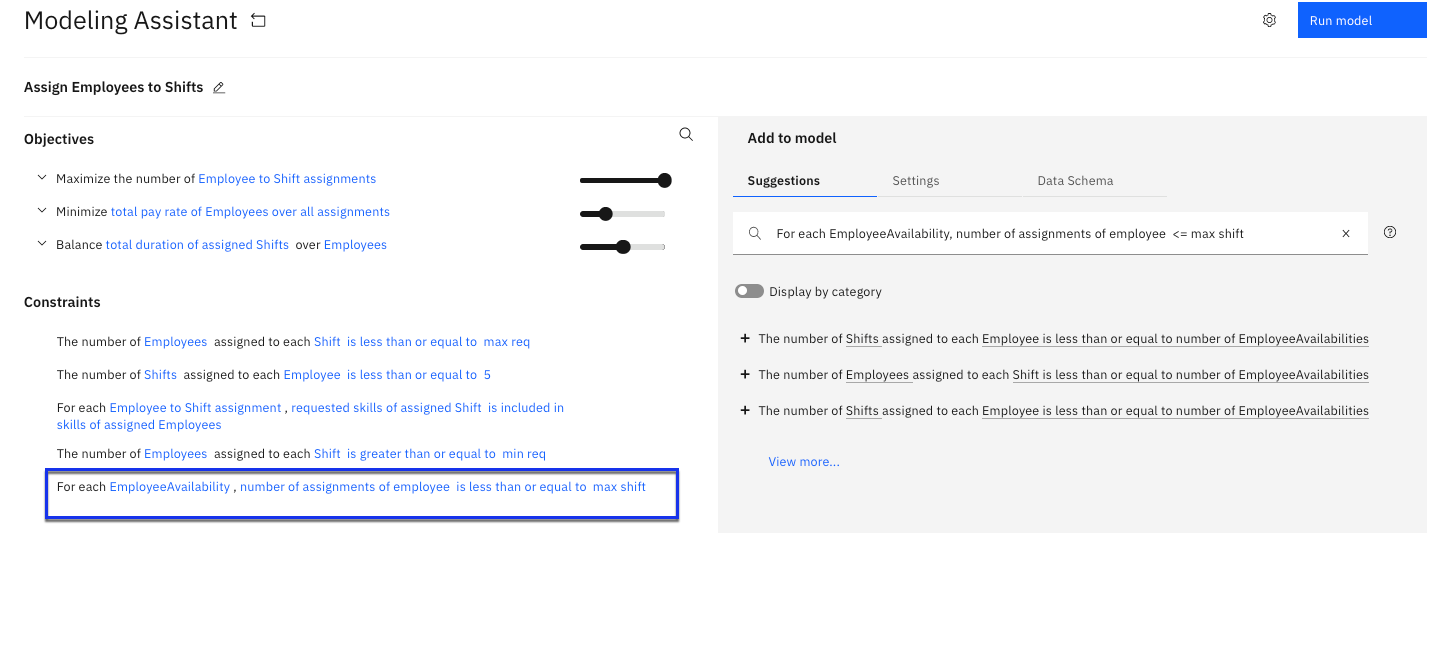 Modeling Assistant
Run model
Assign Employees to Shifts
Objectives
Maximize the number of Employee to Shift assignments
Minimize total pay rate of Employees over all assignments
Balance total duration of assigned Shifts over Employees
Constraints
The number of Employees assigned to each Shift is less than or equal to max req
The number of Shifts assigned to each Employee is less than or equal to 5
For each Employee to Shift assignment , requested skills of assigned Shift is included in
skills of assigned Employees
The number of Employees assigned to each Shift is greater than or equal to min req
For each EmployeeAvailability , number of assignments of employee is less than or equal to max shift
Add to model
Suggestions Settings Data Schema
For each EmployeeAvailability, number of assignments of employee <= max shift
Display by category
The number of Shifts assigned to each Employee is less than or equal to number of EmployeeAvailabilities
The number of Employees assigned to each Shift is less than or equal to number of EmployeeAvailabilities
The number of Shifts assigned to each Employee is less than or equal to number of EmployeeAvailabilities
View more...